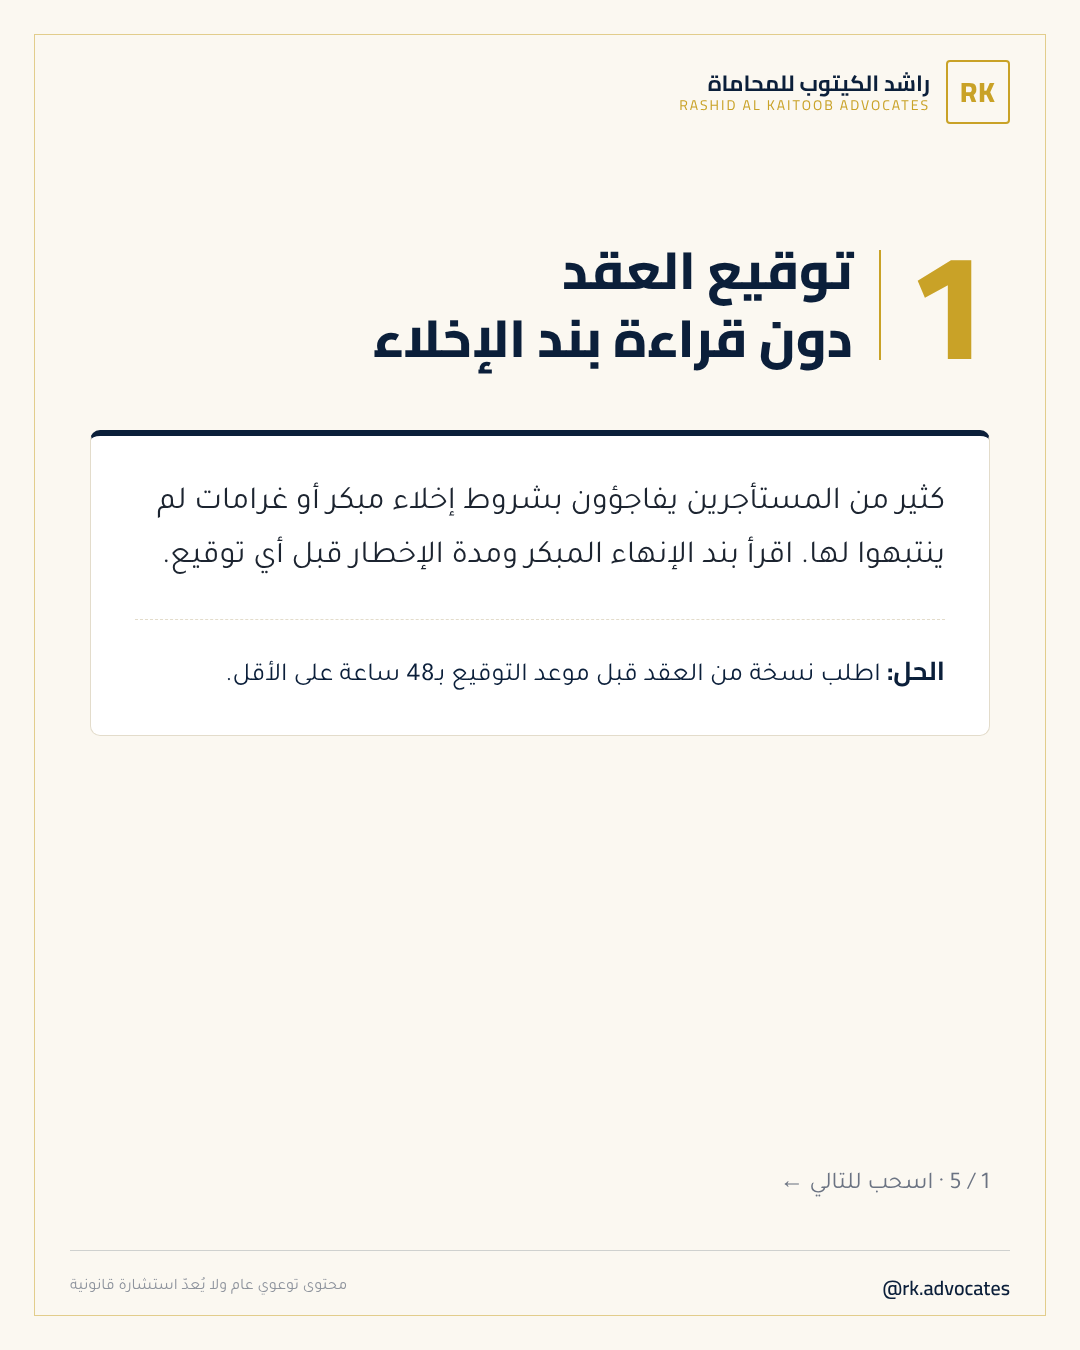 RK
راشد الكيتوب للمحاماة
RASHID AL KAITOOB ADVOCATES
1
توقيع العقد
دون قراءة بند الإخلاء
كثير من المستأجرين يفاجؤون بشروط إخلاء مبكر أو غرامات لم
ينتبهوا لها. اقرأ بند الإنهاء المبكر ومدة الإخطار قبل أي توقيع.
الحل: اطلب نسخة من العقد قبل موعد التوقيع بـ48 ساعة على الأقل.
1 / 5 · اسحب للتالي ←
@rk.advocates
محتوى توعوي عام ولا يُعدّ استشارة قانونية